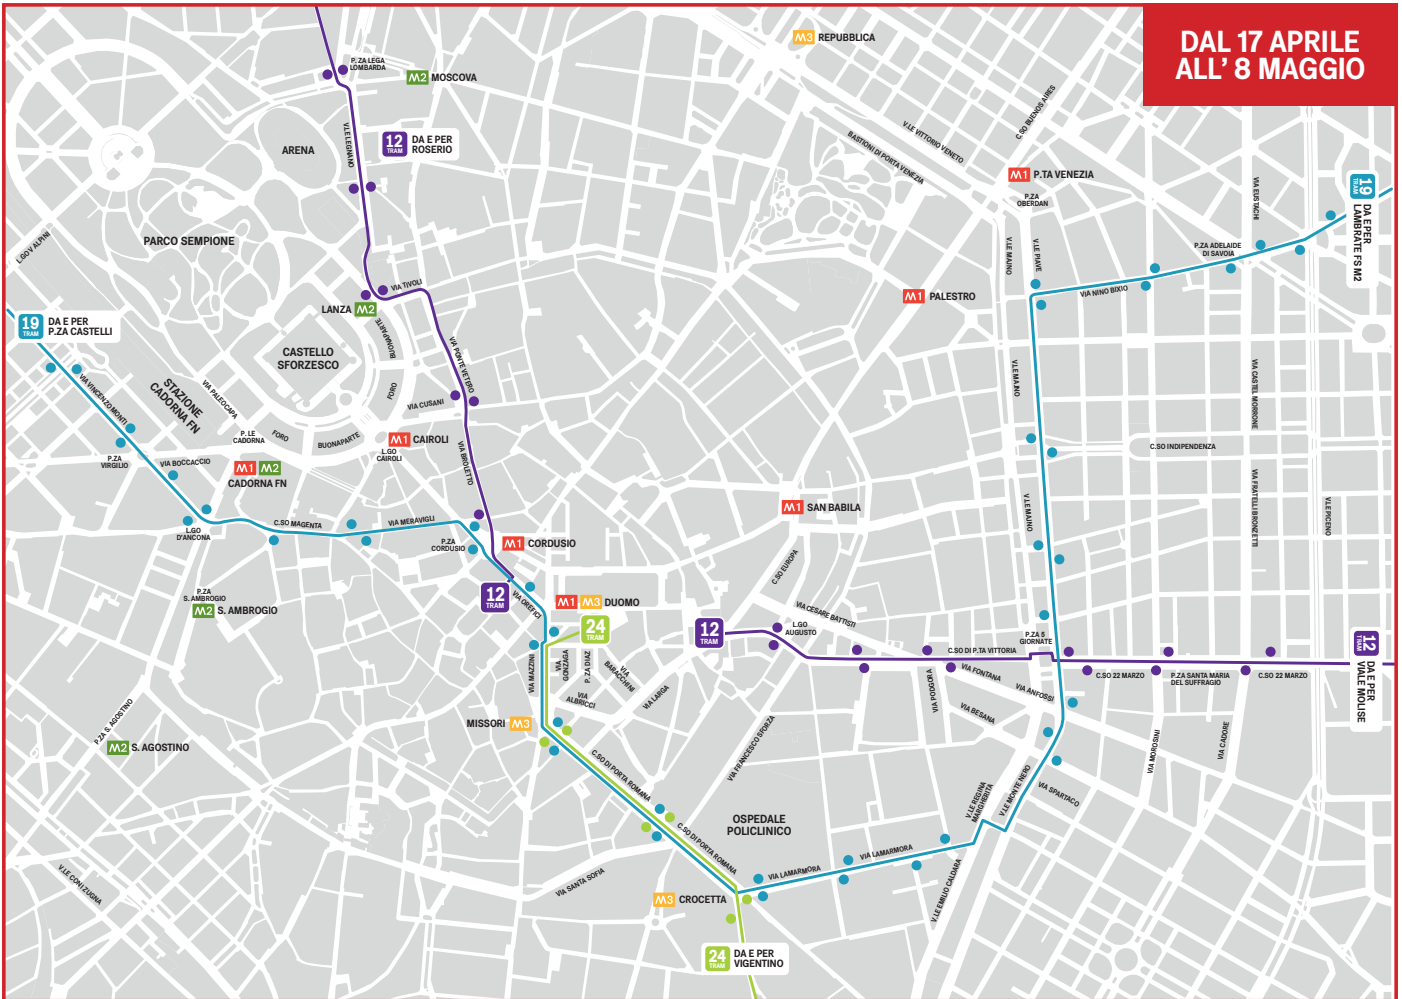 DAL 17 APRILE
ALL' 8 MAGGIO
M3 REPUBBLICA
P.ZA LEGA
LOMBARDA
M2 MOSCOVA
V.LE LEGNANO
12
TRAM
DA E PER
ROSERIO
ARENA
C.SO BUENOS AIRES
V.LE VITTORIO VENETO
BASTIONI DI PORTA VENEZIA
M1 P.TA VENEZIA
P.ZA
OBERDAN
VIA EUSTACHI
19
TRAM
DA E PER
LAMBRATE FS M2
PARCO SEMPIONE
L.GO V ALPINI
V.LE MAJNO
V.LE PIAVE
P.ZA ADELAIDE
DI SAVOIA
VIA NINO BIXIO
VIA TIVOLI
LANZA M2
M1 PALESTRO
19
TRAM
DA E PER
P.ZA CASTELLI
BUONAPARTE
FORO
CASTELLO
SFORZESCO
VIA PONTE VETERO
VIA CUSANI
VIA VINCENZO MONTI
STAZIONE
CADORNA FN
VIA PALEOCAPA
V.LE MAJNO
VIA CASTEL MORRONE
P.LE
CADORNA
FORO
BUONAPARTE
M1 CAIROLI
L.GO
CAIROLI
VIA BROLETTO
P.ZA
VIRGILIO
VIA BOCCACCIO
M1 M2
CADORNA FN
C.SO INDIPENDENZA
VIA FRATELLI BRONZETTI
V.LE PICENO
V.LE MAJNO
M1 SAN BABILA
L.GO
D'ANCONA
C.SO MAGENTA
VIA MERAVIGLI
P.ZA
CORDUSIO
M1 CORDUSIO
C.SO EUROPA
P.ZA
S. AMBROGIO
M2 S. AMBROGIO
12
TRAM
VIA OREFICI
M1 M3 DUOMO
24
TRAM
12
TRAM
VIA CESARE BATTISTI
L.GO
AUGUSTO
P.ZA 5
GIORNATE
C.SO DI P.TA VITTORIA
12
TRAM
DA E PER
VIALE MOLISE
VIA MAZZINI
VIA
GONZAGA
P.ZA DIAZ
VIA
BARACCHINI
VIA
ALBRICCI
VIA LARGA
VIA PODGORA
VIA FONTANA
VIA ANFOSSI
VIA BESANA
C.SO 22 MARZO
P.ZA SANTA MARIA
DEL SUFFRAGIO
C.SO 22 MARZO
MISSORI M3
P.ZA S. AGOSTINO
M2 S. AGOSTINO
VIA FRANCESCO SFORZA
VIA MOROSINI
VIA CADORE
C.SO DI PORTA ROMANA
C.SO DI PORTA ROMANA
V.LE REGINA
MARGHERITA
V.LE MONTE NERO
VIA SPARTACO
OSPEDALE
POLICLINICO
VIA LAMARMORA
VIA LAMARMORA
V.LE EMILIO CALDARA
V.LE CONI ZUGNA
VIA SANTA SOFIA
M3 CROCETTA
24
TRAM
DA E PER
VIGENTINO